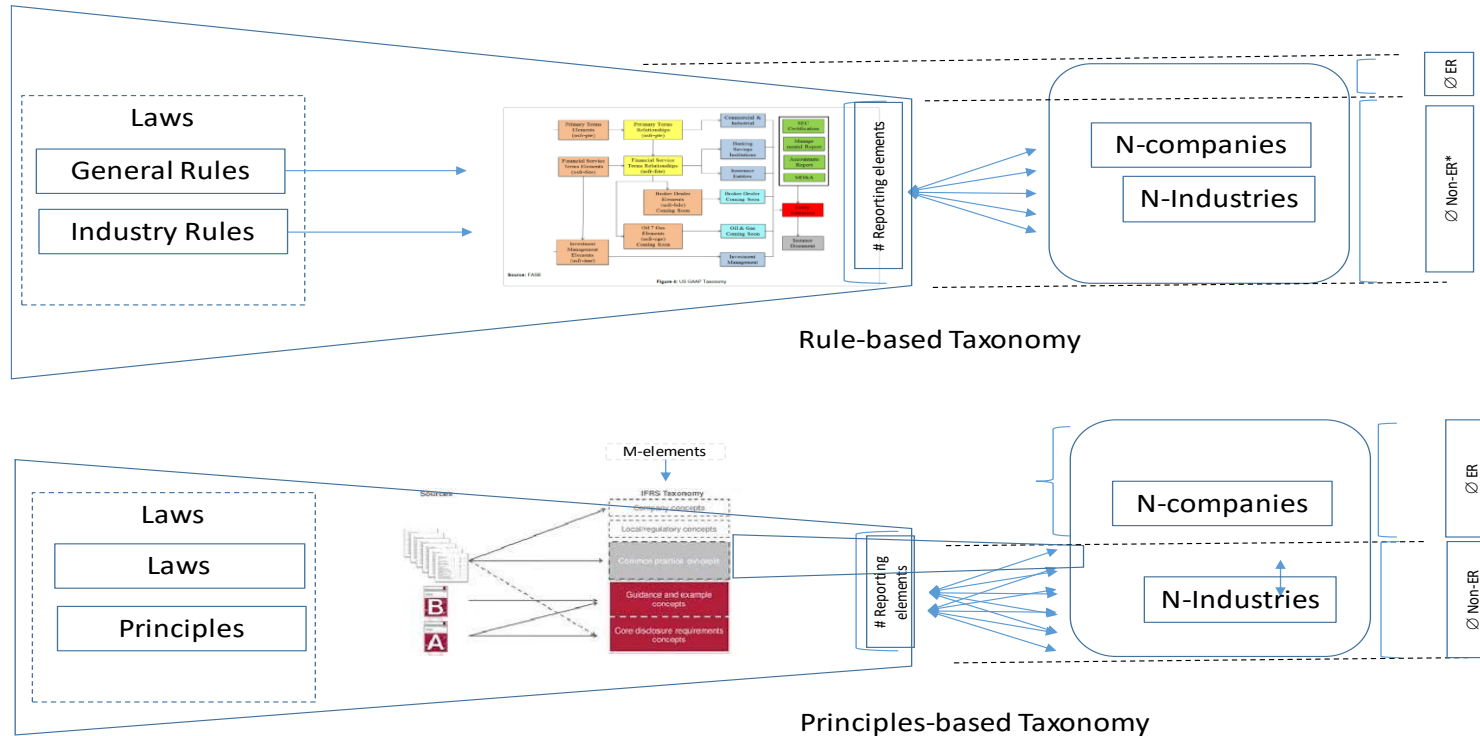 Laws
General Rules
Industry Rules
Primary Terms
Elements
Primary Terms
Relationships
Commercial &
Industrial
Financial Service
Terms Elements
Financial Service
Terms Relationships
Banking
Savings
Institutions
Insurance
Entities
Broker Dealer
Elements
Coming Soon
Broker Dealer
Coming Soon
Elements
Coming Soon
Oil & Gas
Coming Soon
Investment
Management
Elements
Investment
Management
SEC
Certification
Report
Accountants
Report
MD&A
Document
Source: FASB
Figure 4: US GAAP Taxonomy
# Reporting elements
N-companies
N-Industries
∅ ER
∅ Non-ER*
Rule-based Taxonomy
Laws
Laws
Principles
M-elements
Sources
IFRS Taxonomy
Company concepts
Local/regulatory concepts
Common practice concepts
B
Guidance and example
concepts
A
Core disclosure requirements
concepts
# Reporting
elements
N-companies
N-Industries
∅ ER
∅ Non-ER
Principles-based Taxonomy